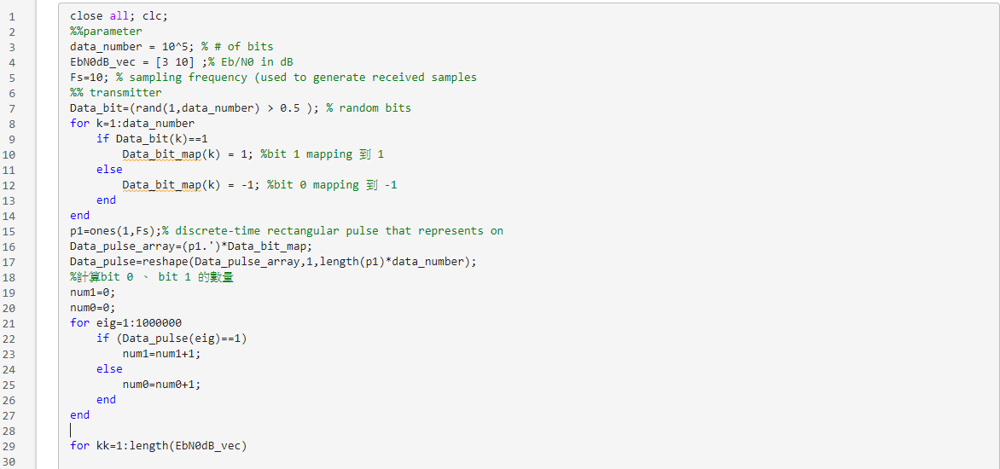 1 close all; clc;
2 %%parameter
3 data_number = 10^5; % # of bits
4 EbN0dB_vec = [3 10] ;% Eb/N0 in dB
5 Fs=10; % sampling frequency (used to generate received samples
6 %% transmitter
7 Data_bit=(rand(1,data_number) > 0.5 ); % random bits
8 for k=1:data_number
9     if Data_bit(k)==1
10         Data_bit_map(k) = 1; %bit 1 mapping 到 1
11     else
12         Data_bit_map(k) = -1; %bit 0 mapping 到 -1
13     end
14 end
15 p1=ones(1,Fs);% discrete-time rectangular pulse that represents on
16 Data_pulse_array=(p1.')*Data_bit_map;
17 Data_pulse=reshape(Data_pulse_array,1,length(p1)*data_number);
18 %計算bit 0 、 bit 1 的數量
19 num1=0;
20 num0=0;
21 for eig=1:1000000
22     if (Data_pulse(eig)==1)
23         num1=num1+1;
24     else
25         num0=num0+1;
26     end
27 end
28
29 for kk=1:length(EbN0dB_vec)
30